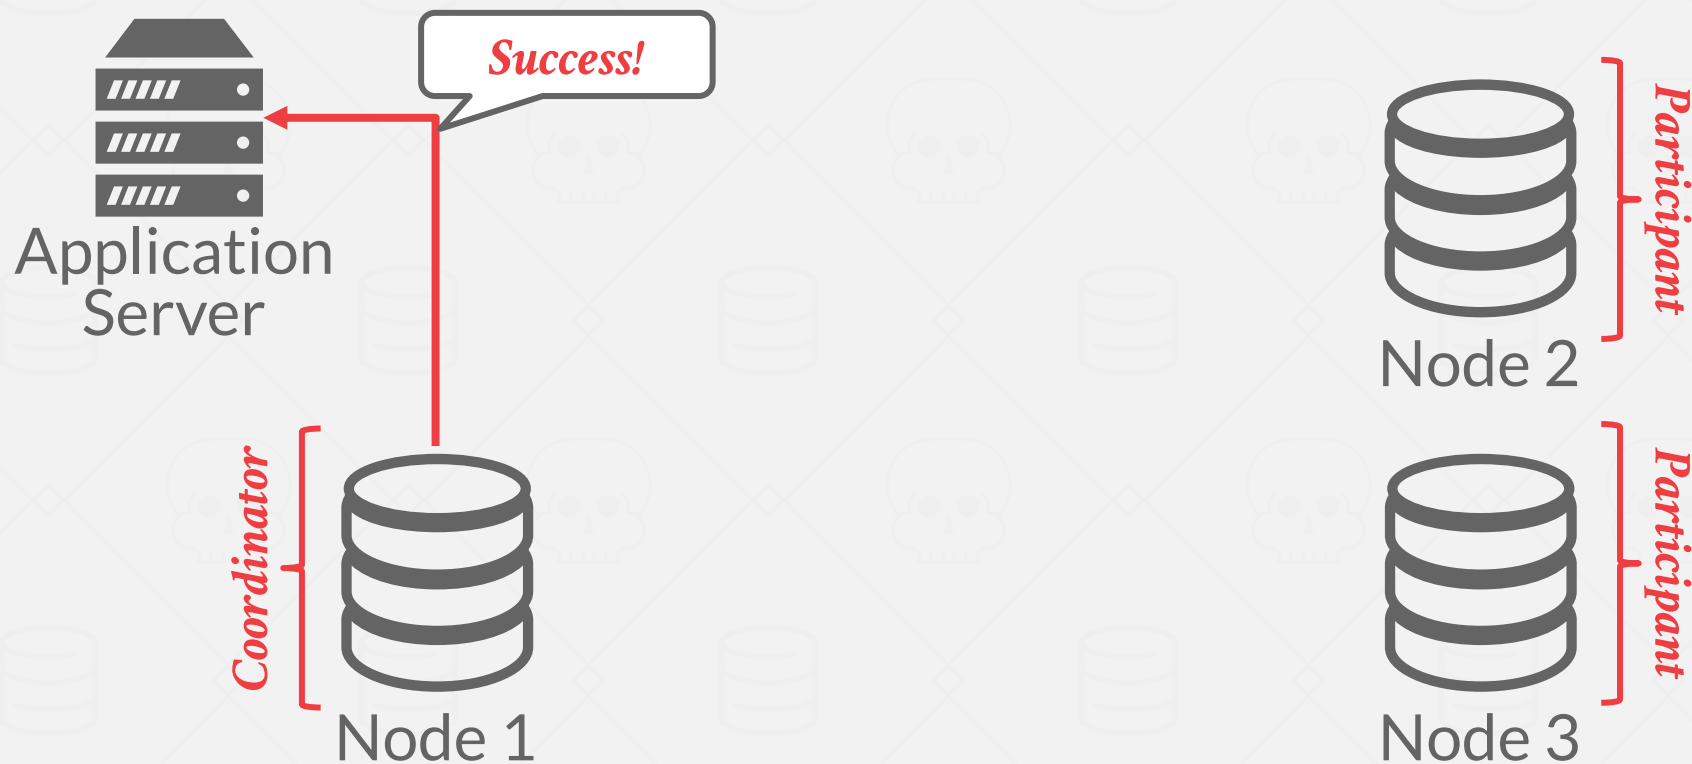 Success!
Application
Server
Coordinator
Node 1
Participant
Node 2
Participant
Node 3